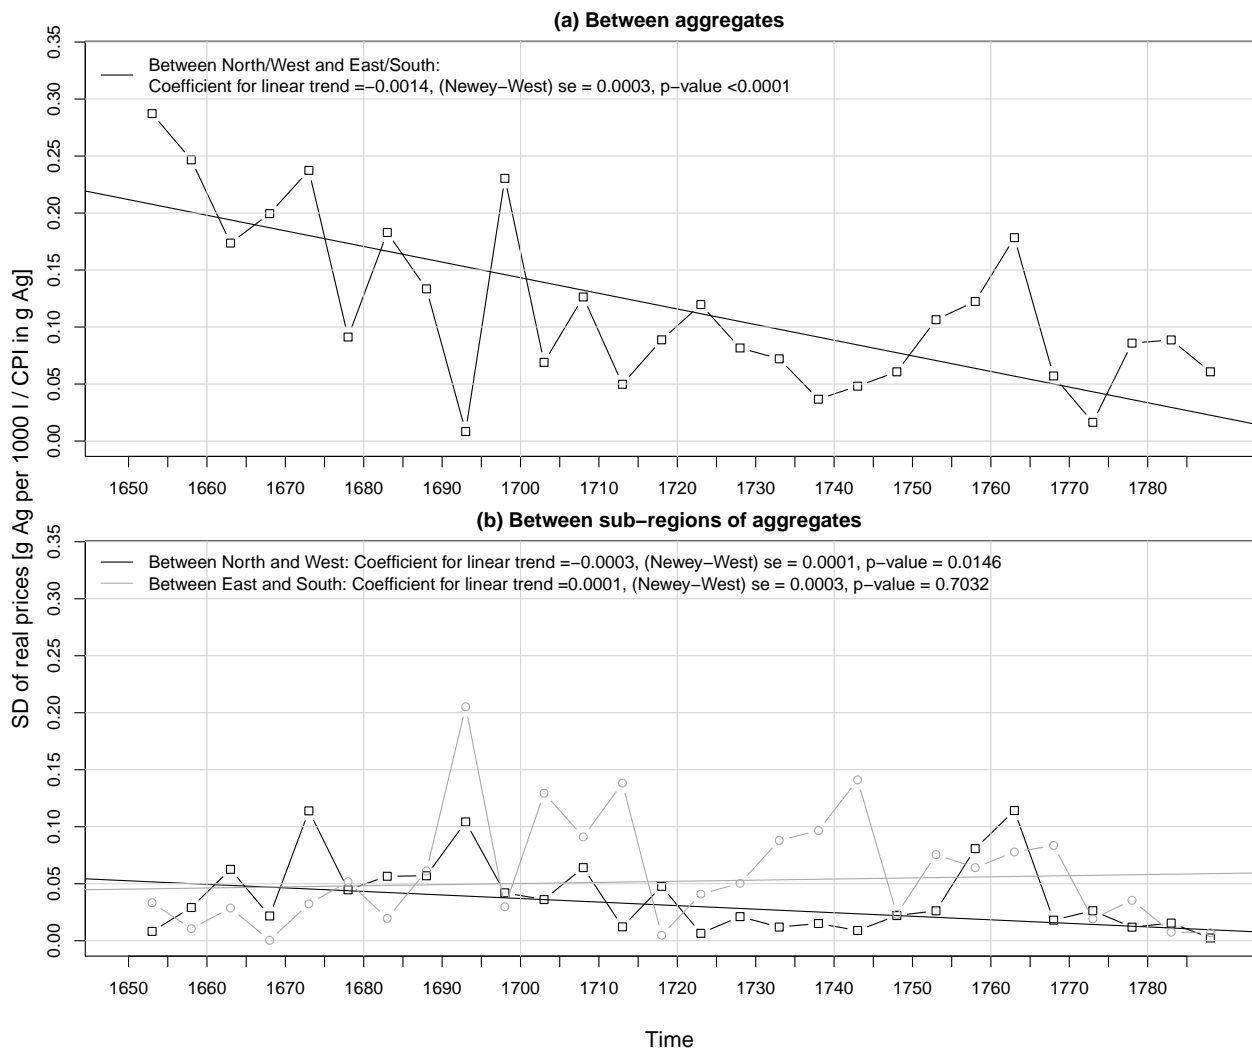 (a) Between aggregates
Between North/West and East/South:
Coefficient for linear trend =−0.0014, (Newey−West) se = 0.0003, p−value <0.0001
0.35
0.30
0.25
0.20
0.15
0.10
0.05
0.00
1650 1660 1670 1680 1690 1700 1710 1720 1730 1740 1750 1760 1770 1780
SD of real prices [g Ag per 1000 l / CPI in g Ag]
(b) Between sub−regions of aggregates
Between North and West: Coefficient for linear trend =−0.0003, (Newey−West) se = 0.0001, p−value = 0.0146
Between East and South: Coefficient for linear trend =0.0001, (Newey−West) se = 0.0003, p−value = 0.7032
0.35
0.30
0.25
0.20
0.15
0.10
0.05
0.00
1650 1660 1670 1680 1690 1700 1710 1720 1730 1740 1750 1760 1770 1780
Time